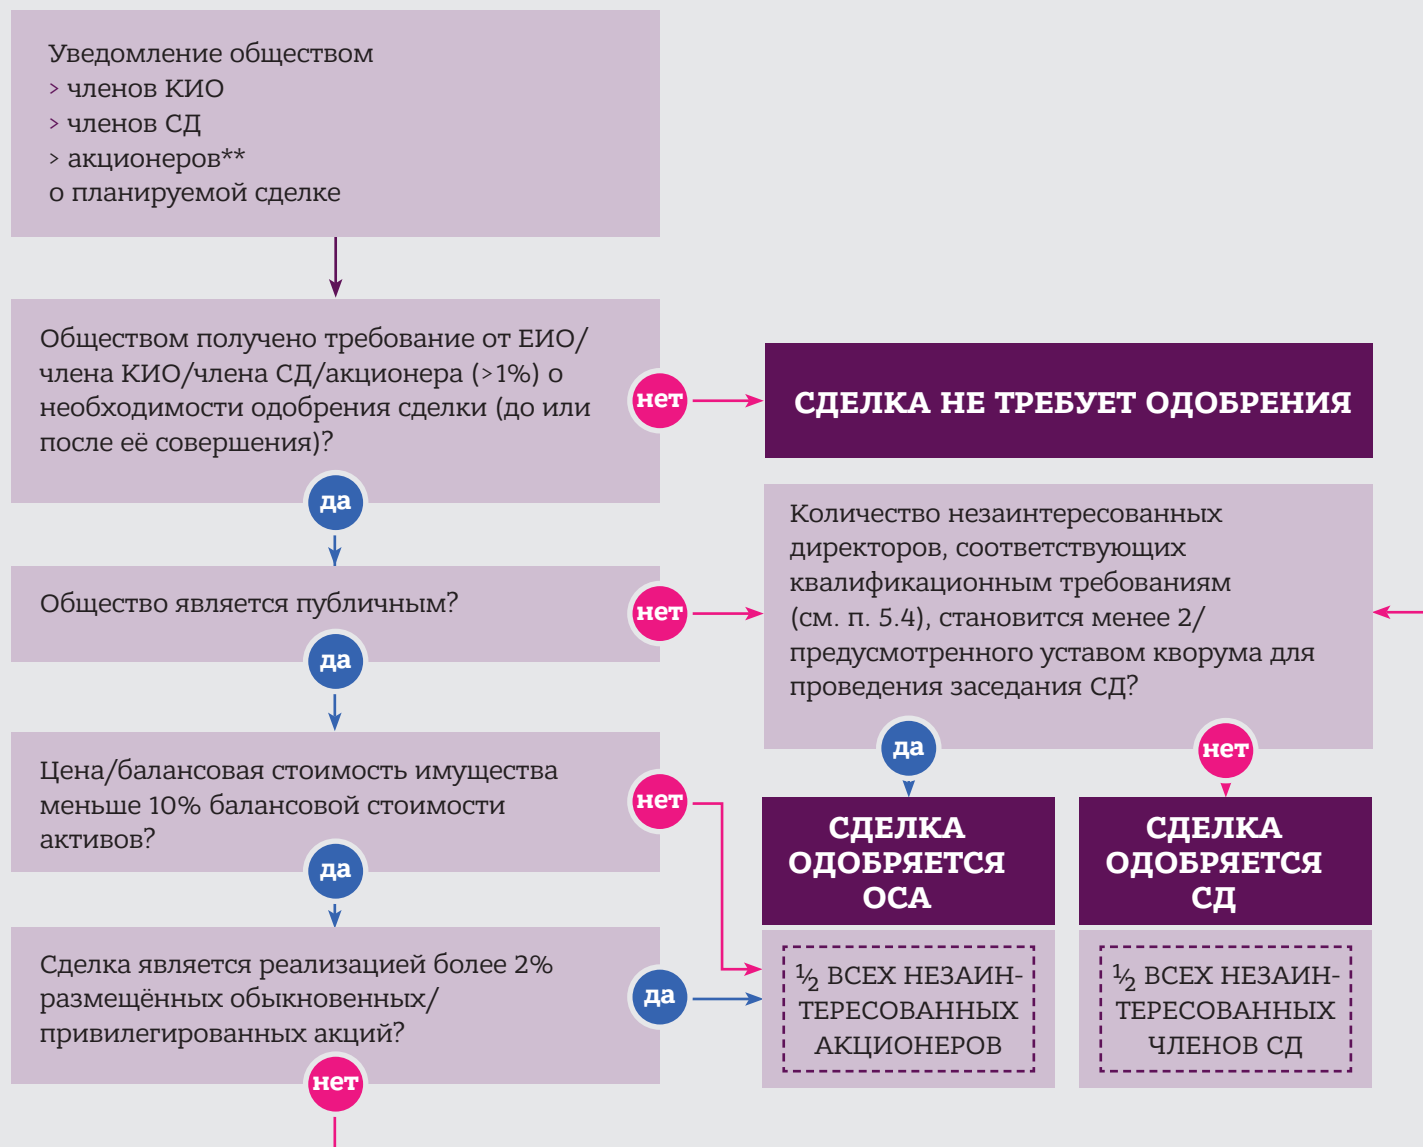 Уведомление обществом
> членов КИО
> членов СД
> акционеров**
о планируемой сделке
Обществом получено требование от ЕИО/
члена КИО/члена СД/акционера (>1%) о
необходимости одобрения сделки (до или
после её совершения)?
нет
СДЕЛКА НЕ ТРЕБУЕТ ОДОБРЕНИЯ
да
Общество является публичным?
нет
да
Количество незаинтересованных
директоров, соответствующих
квалификационным требованиям
(см. п. 5.4), становится менее 2/
предусмотренного уставом кворума для
проведения заседания СД?
да
нет
Цена/балансовая стоимость имущества
меньше 10% балансовой стоимости
активов?
нет
да
СДЕЛКА
ОДОБРЯЕТСЯ
ОСА
½ ВСЕХ НЕЗАИН-
ТЕРЕСОВАННЫХ
АКЦИОНЕРОВ
СДЕЛКА
ОДОБРЯЕТСЯ
СД
½ ВСЕХ НЕЗАИН-
ТЕРЕСОВАННЫХ
ЧЛЕНОВ СД
Сделка является реализацией более 2%
размещённых обыкновенных/
привилегированных акций?
да
нет